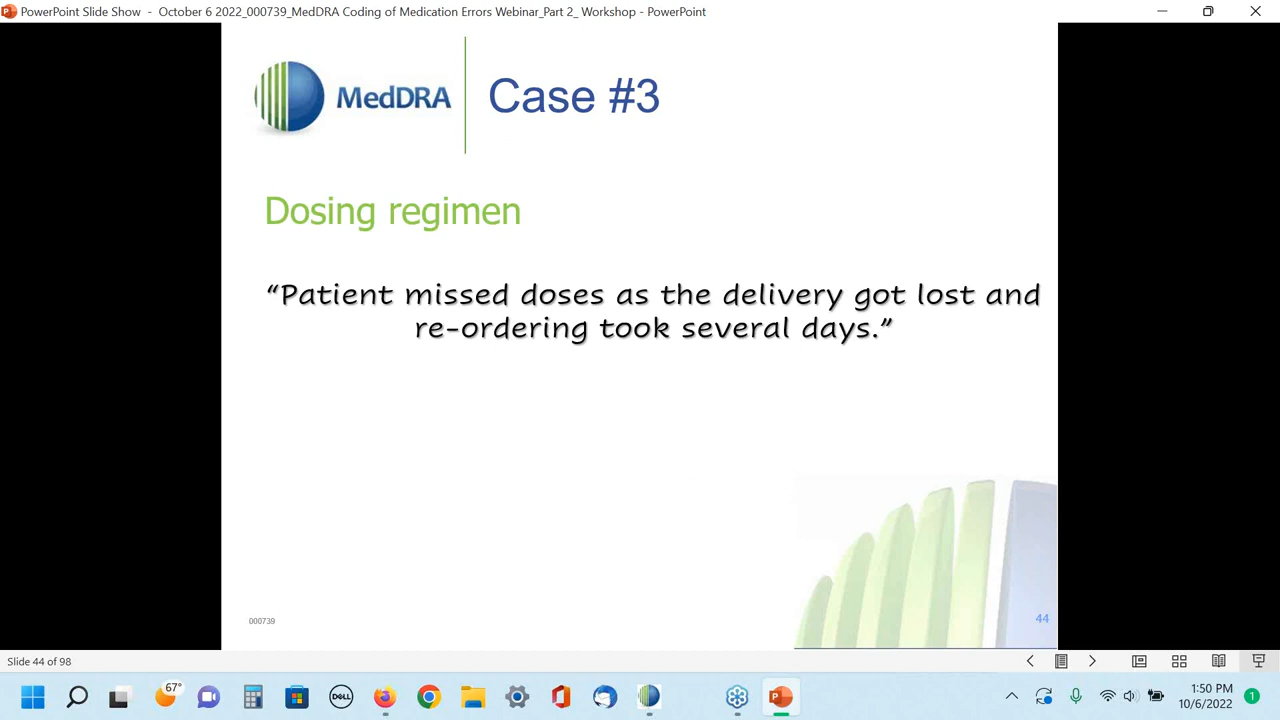 PowerPoint Slide Show - October 6 2022_000739_MedDRA Coding of Medication Errors Webinar_Part 2_ Workshop - PowerPoint
MedDRA
Case #3
Dosing regimen
“Patient missed doses as the delivery got lost and
re-ordering took several days.”
000739
44
Slide 44 of 98
67°
DELL
1:50 PM
10/6/2022
1